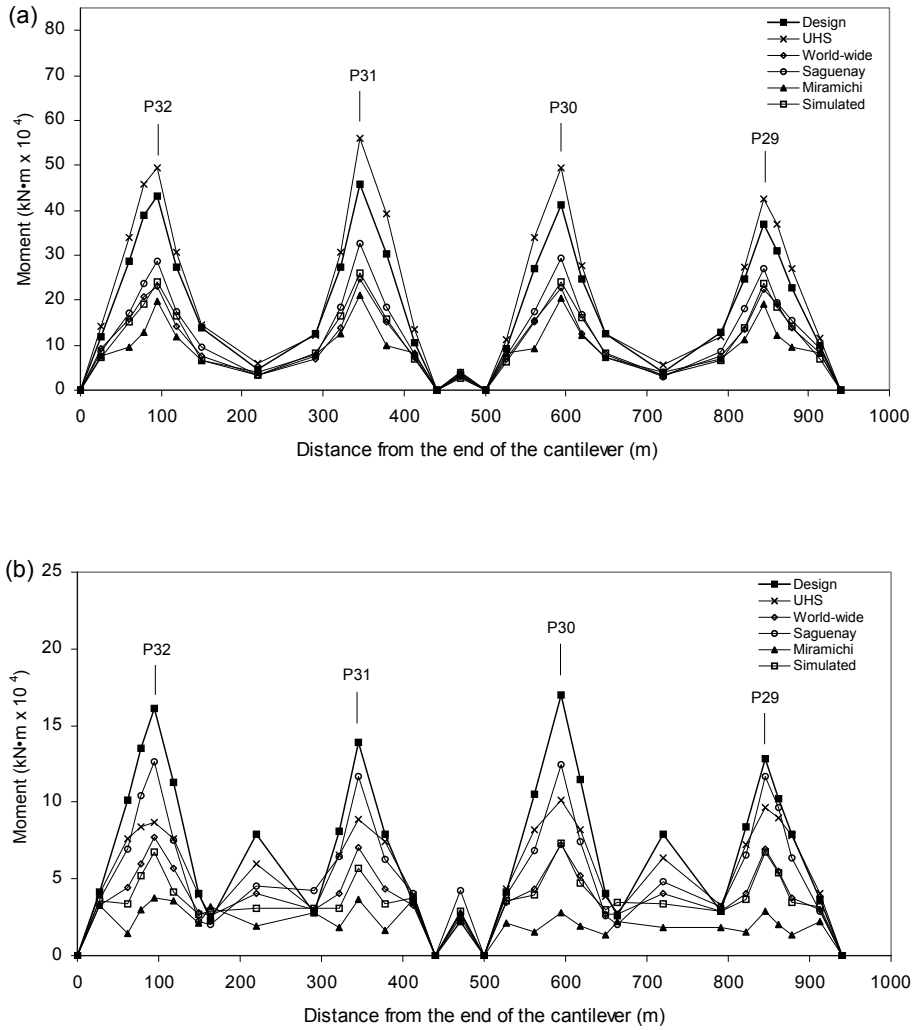 (a)
Moment (kN•m x 10⁴)
80
70
60
50
40
30
20
10
0
P32
P31
P30
P29
Design
UHS
World-wide
Saguenay
Miramichi
Simulated
0 100 200 300 400 500 600 700 800 900 1000
Distance from the end of the cantilever (m)
(b)
Moment (kN•m x 10⁴)
25
20
15
10
5
0
P32
P31
P30
P29
Design
UHS
World-wide
Saguenay
Miramichi
Simulated
0 100 200 300 400 500 600 700 800 900 1000
Distance from the end of the cantilever (m)